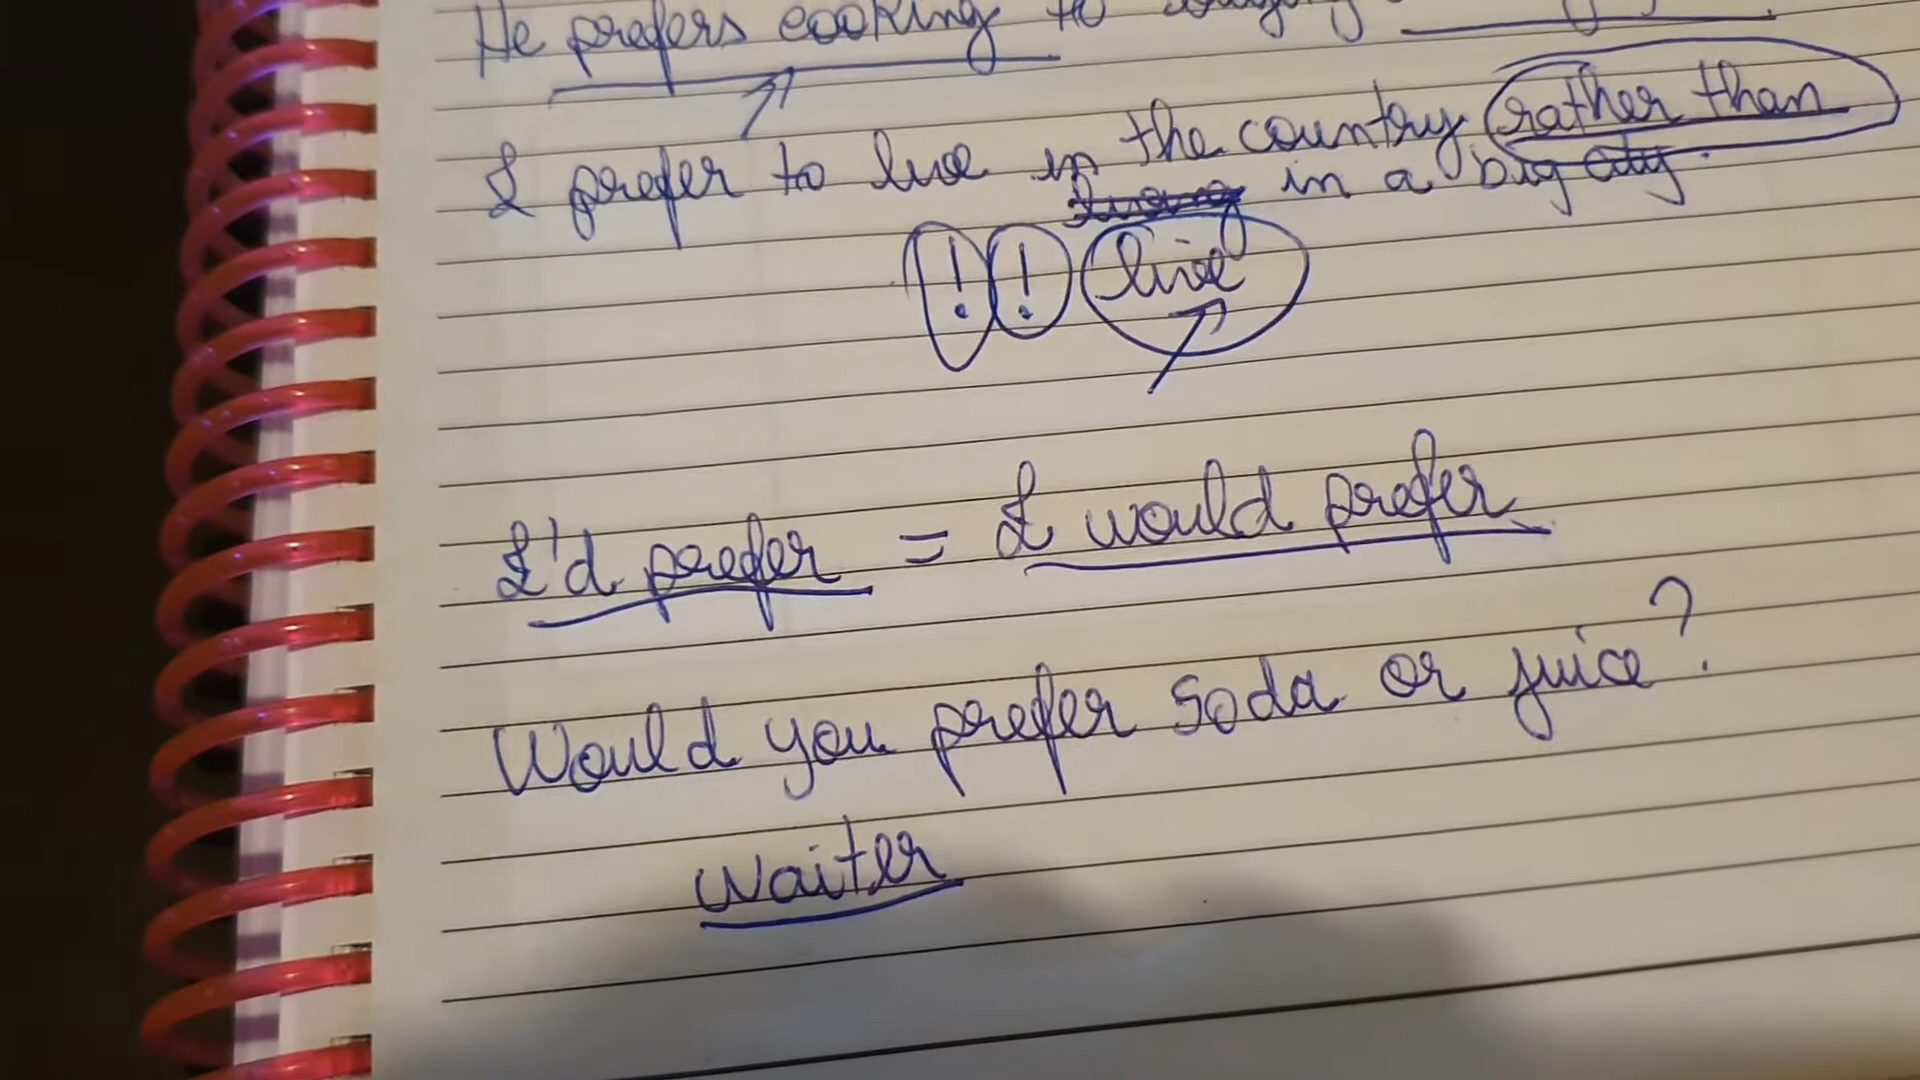 He prefers cooking to
I prefer to live in the country rather than
in a big city.
!! live
I'd prefer = I would prefer
Would you prefer soda or juice?
waiter